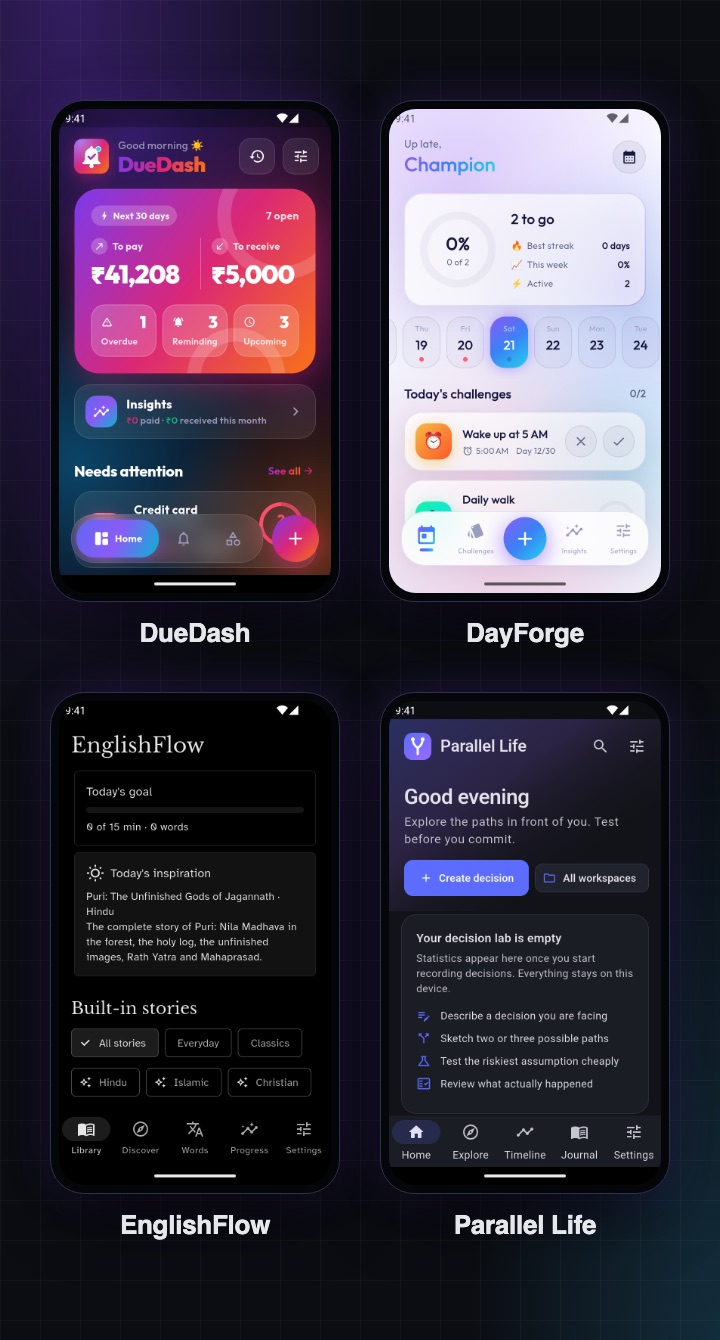 9:41
Good morning ☀️
DueDash
Next 30 days
7 open
To pay
To receive
₹41,208
₹5,000
1
3
3
Overdue
Reminding
Upcoming
Insights
₹0 paid · ₹0 received this month
Needs attention
See all →
Credit card
Home
DueDash
9:41
Up late,
Champion
2 to go
0%
0 of 2
🔥 Best streak 0 days
📈 This week 0%
⚡ Active 2
Thu
Fri
Sat
Sun
Mon
Tue
19
20
21
22
23
24
Today's challenges
0/2
Wake up at 5 AM
5:00 AM Day 12/30
Daily walk
Challenges
Insights
Settings
DayForge
9:41
EnglishFlow
Today's goal
0 of 15 min · 0 words
Today's inspiration
Puri: The Unfinished Gods of Jagannath ·
Hindu
The complete story of Puri: Nila Madhava in
the forest, the holy log, the unfinished
images, Rath Yatra and Mahaprasad.
Built-in stories
All stories
Everyday
Classics
Hindu
Islamic
Christian
Library
Discover
Words
Progress
Settings
EnglishFlow
9:41
Parallel Life
Good evening
Explore the paths in front of you. Test
before you commit.
Create decision
All workspaces
Your decision lab is empty
Statistics appear here once you start
recording decisions. Everything stays on this
device.
Describe a decision you are facing
Sketch two or three possible paths
Test the riskiest assumption cheaply
Review what actually happened
Home
Explore
Timeline
Journal
Settings
Parallel Life